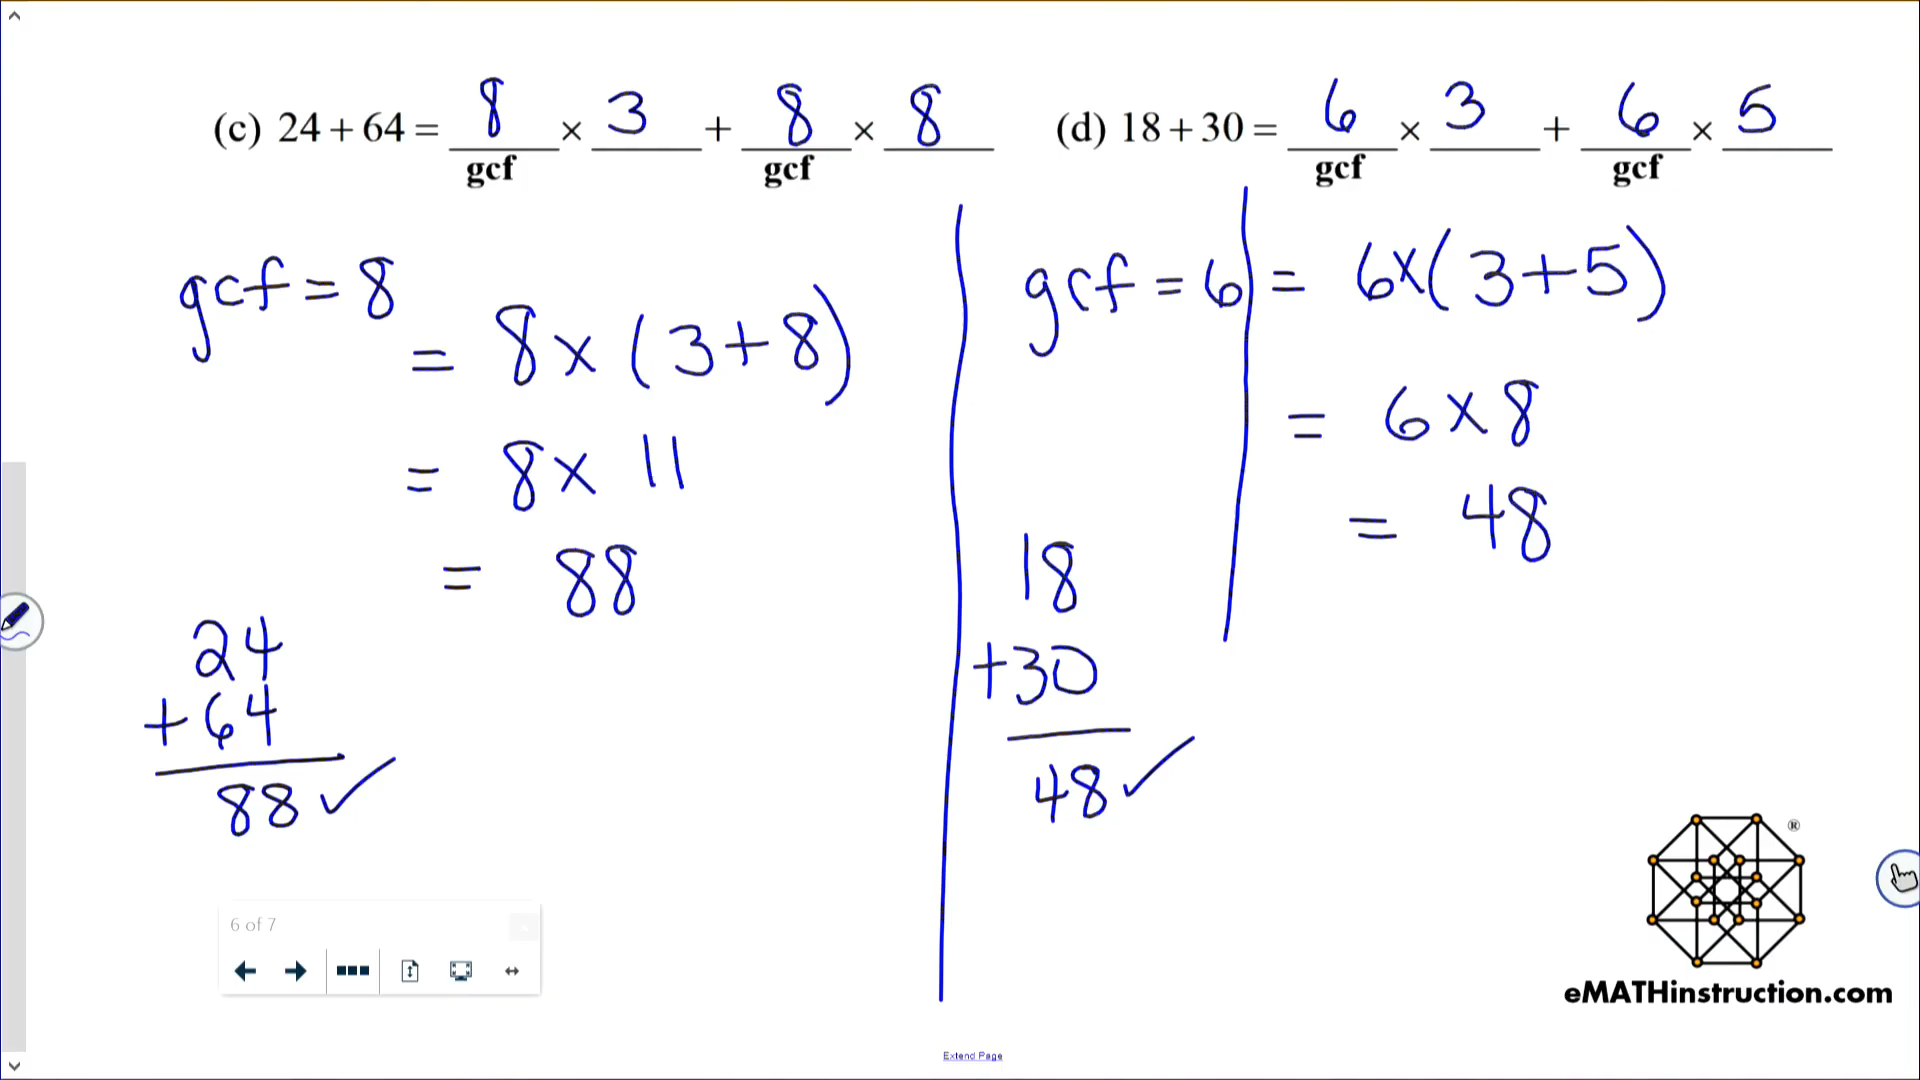 (c) 24 + 64 = 8 × 3 + 8 × 8
gcf gcf
gcf = 8
= 8 × (3 + 8)
= 8 × 11
= 88
24
+ 64
88 ✓
(d) 18 + 30 = 6 × 3 + 6 × 5
gcf gcf
gcf = 6 = 6 × (3 + 5)
= 6 × 8
= 48
18
+ 30
48 ✓
6 of 7
®
eMATHinstruction.com
Extend Page